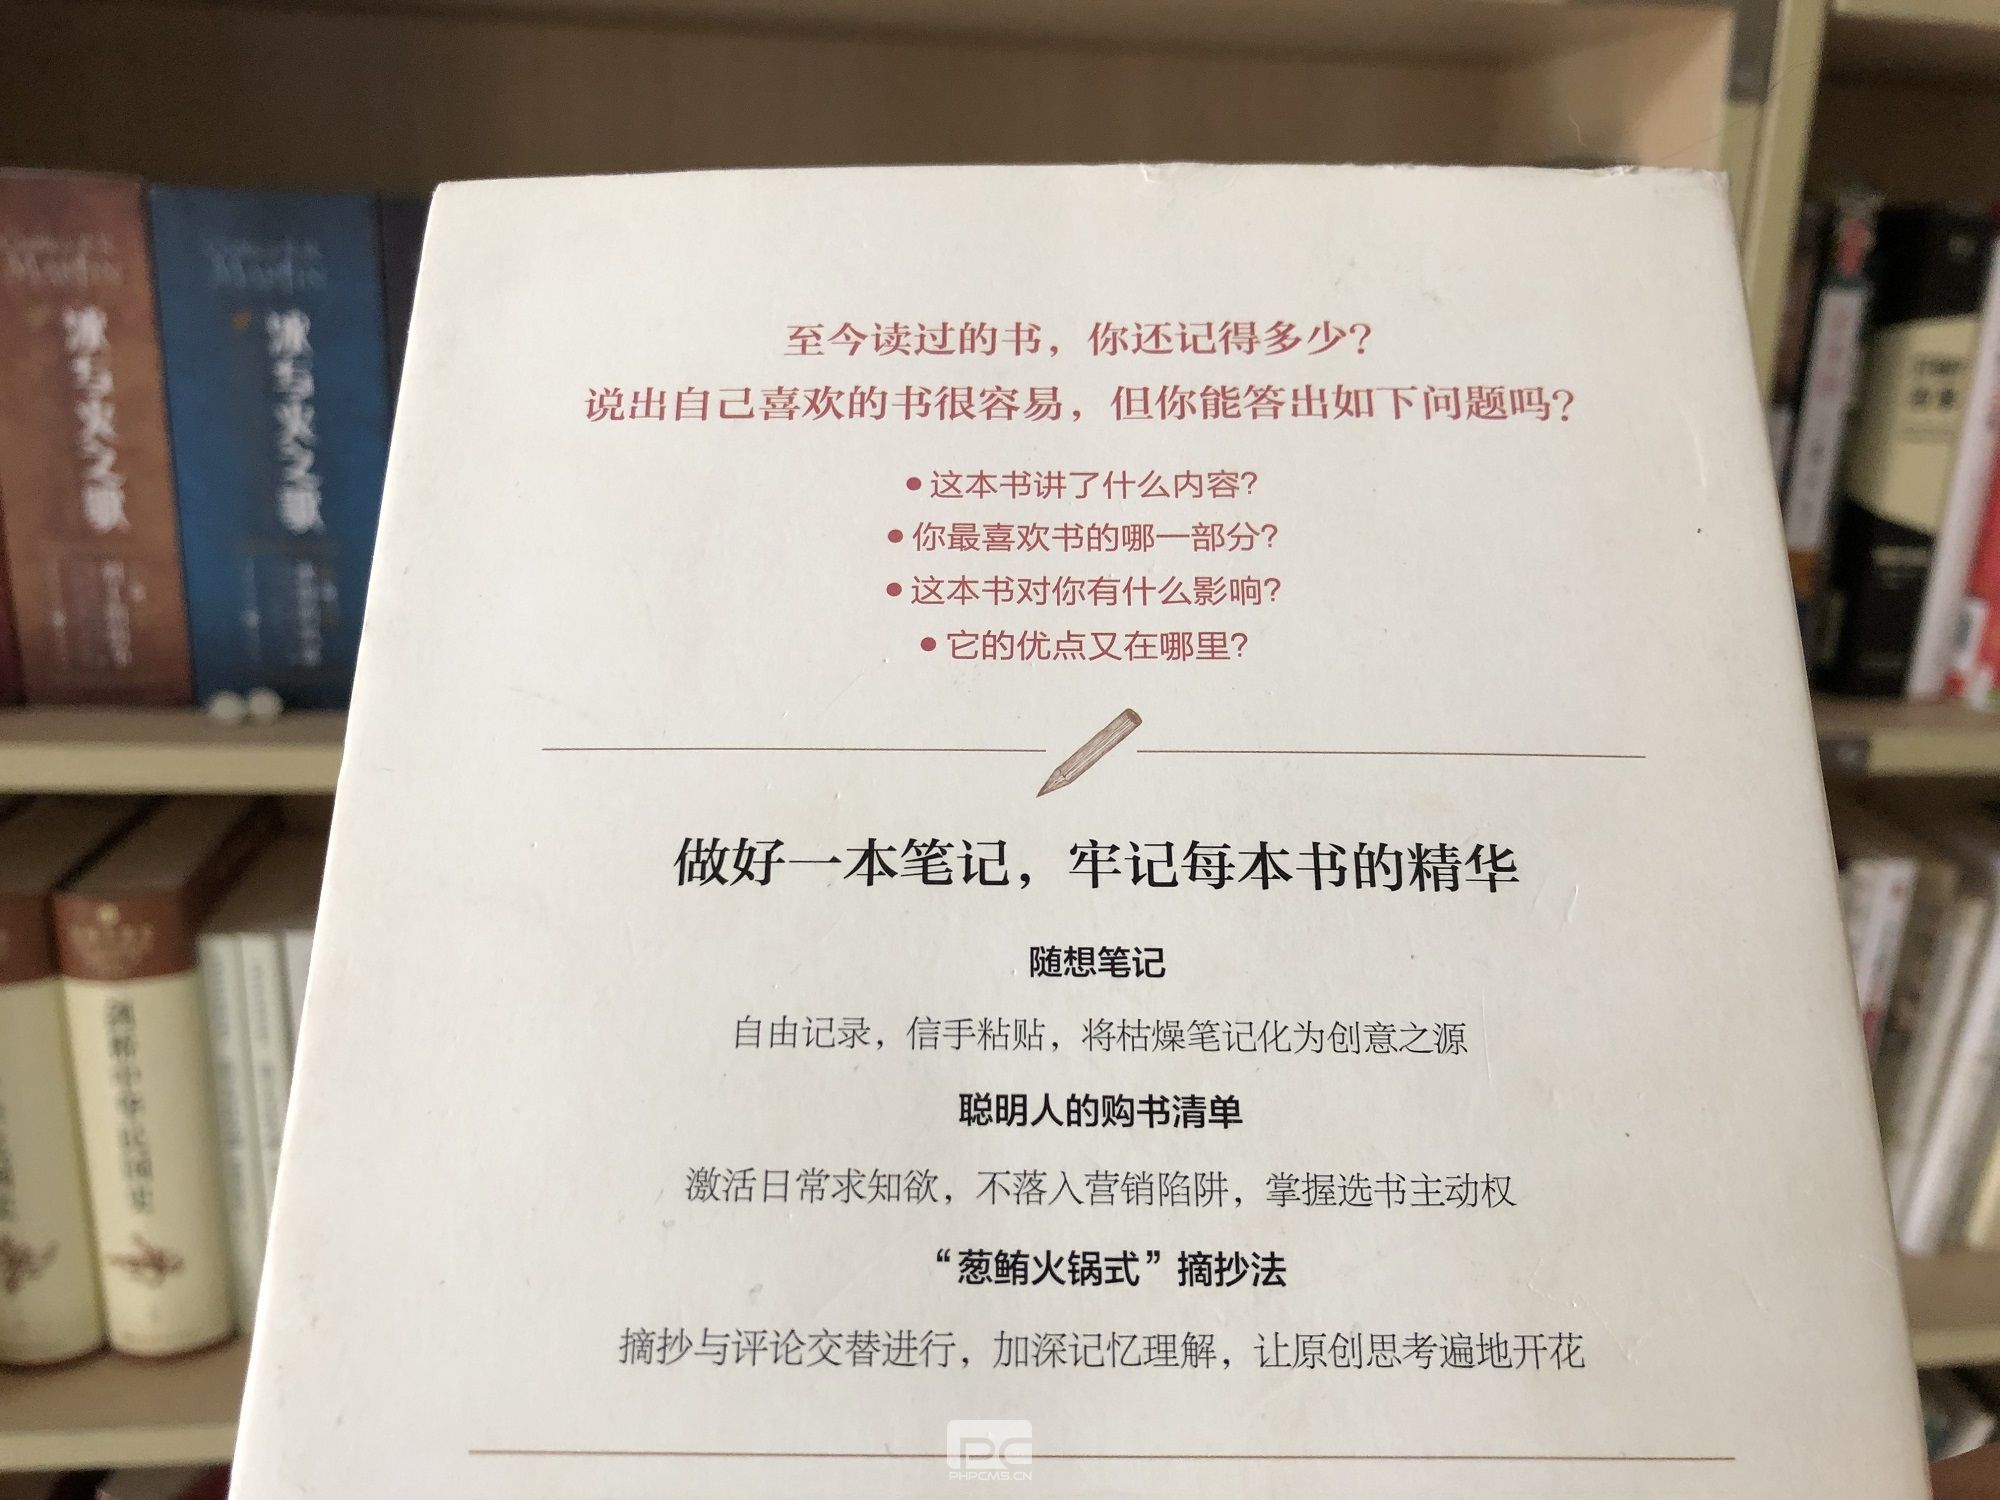 至今读过的书，你还记得多少？
说出自己喜欢的书很容易，但你能答出如下问题吗？
•这本书讲了什么内容？
•你最喜欢书的哪一部分？
•这本书对你有什么影响？
•它的优点又在哪里？
做好一本笔记，牢记每本书的精华
随想笔记
自由记录，信手粘贴，将枯燥笔记化为创意之源
聪明人的购书清单
激活日常求知欲，不落入营销陷阱，掌握选书主动权
“葱鲔火锅式”摘抄法
摘抄与评论交替进行，加深记忆理解，让原创思考遍地开花
冰与火之歌
冰与火之歌
Martin
Martin
PHPCMS.CN